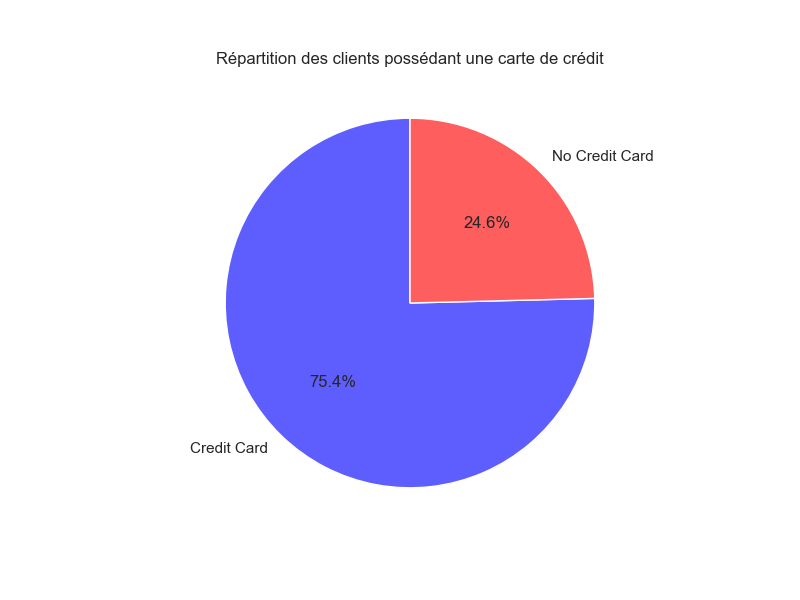 Répartition des clients possédant une carte de crédit
No Credit Card
24.6%
75.4%
Credit Card